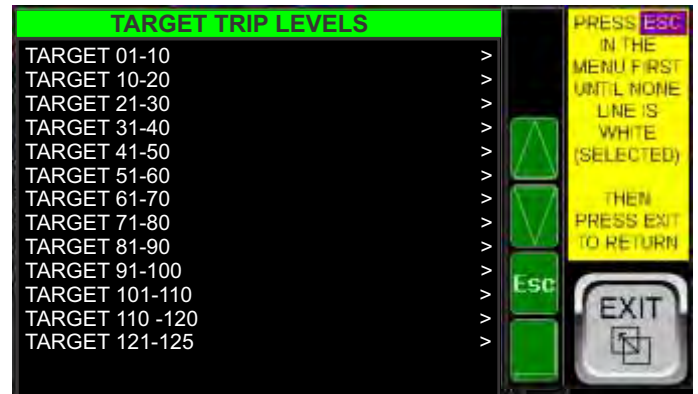 TARGET TRIP LEVELS
TARGET 01-10 >
TARGET 10-20 >
TARGET 21-30 >
TARGET 31-40 >
TARGET 41-50 >
TARGET 51-60 >
TARGET 61-70 >
TARGET 71-80 >
TARGET 81-90 >
TARGET 91-100 >
TARGET 101-110 >
TARGET 110 -120 >
TARGET 121-125 >
Esc
PRESS ESC
IN THE
MENU FIRST
UNTIL NONE
LINE IS
WHITE
(SELECTED)
THEN
PRESS EXIT
TO RETURN
EXIT